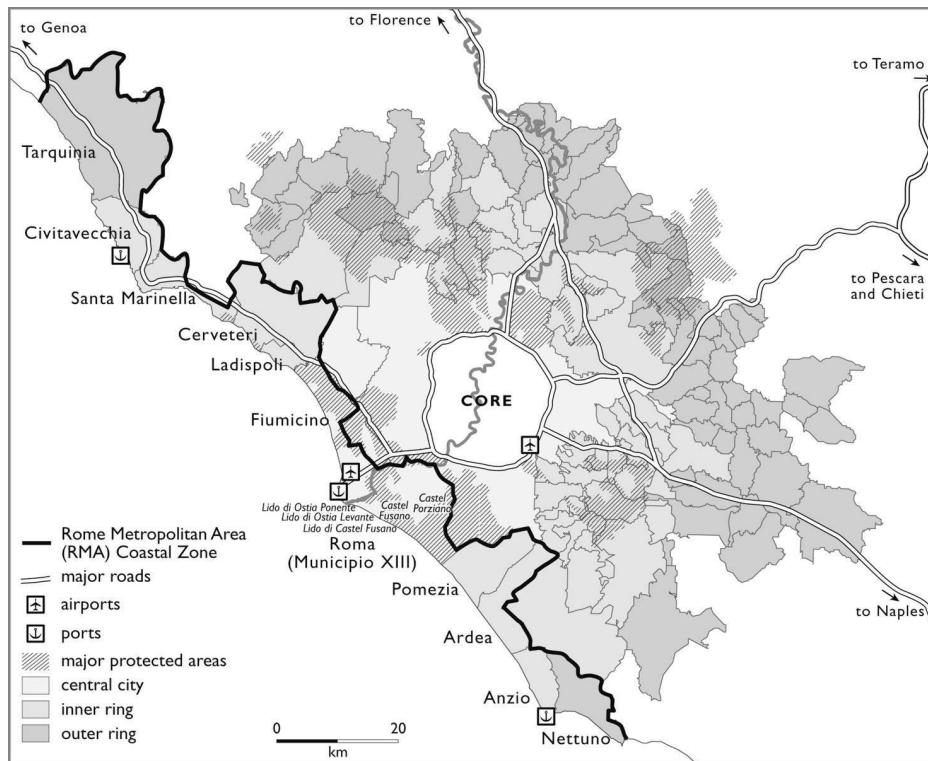 to Genoa
to Florence
to Teramo
Tarquinia
Civitavecchia
to Pescara
and Chieti
Santa Marinella
Cerveteri
Ladispoli
CORE
Fiumicino
Lido di Ostia Ponente
Lido di Ostia Levante
Lido di Castel Fusana
Castel
Fusano
Castel
Porziano
Roma
(Municipio XIII)
Pomezia
to Naples
Ardea
Anzio
Nettuno
Rome Metropolitan Area
(RMA) Coastal Zone
major roads
airports
ports
major protected areas
central city
inner ring
outer ring
0 20
km